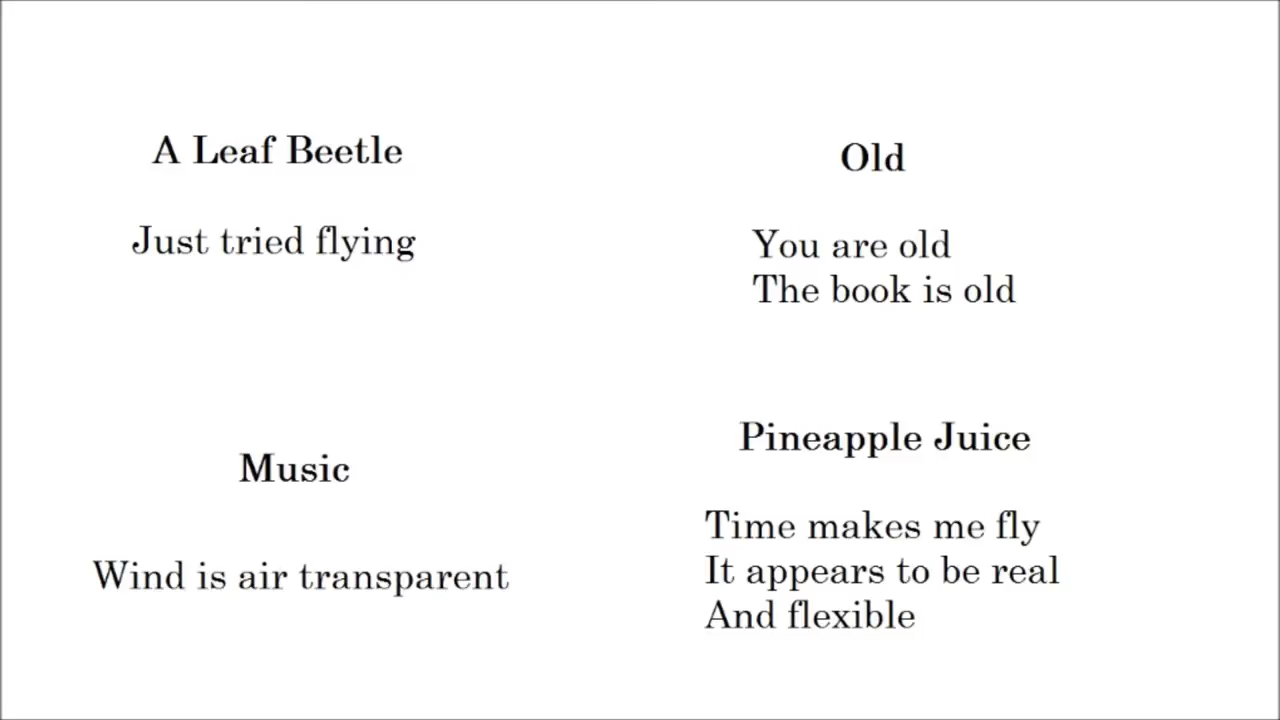 A Leaf Beetle
Just tried flying
Old
You are old
The book is old
Music
Wind is air transparent
Pineapple Juice
Time makes me fly
It appears to be real
And flexible